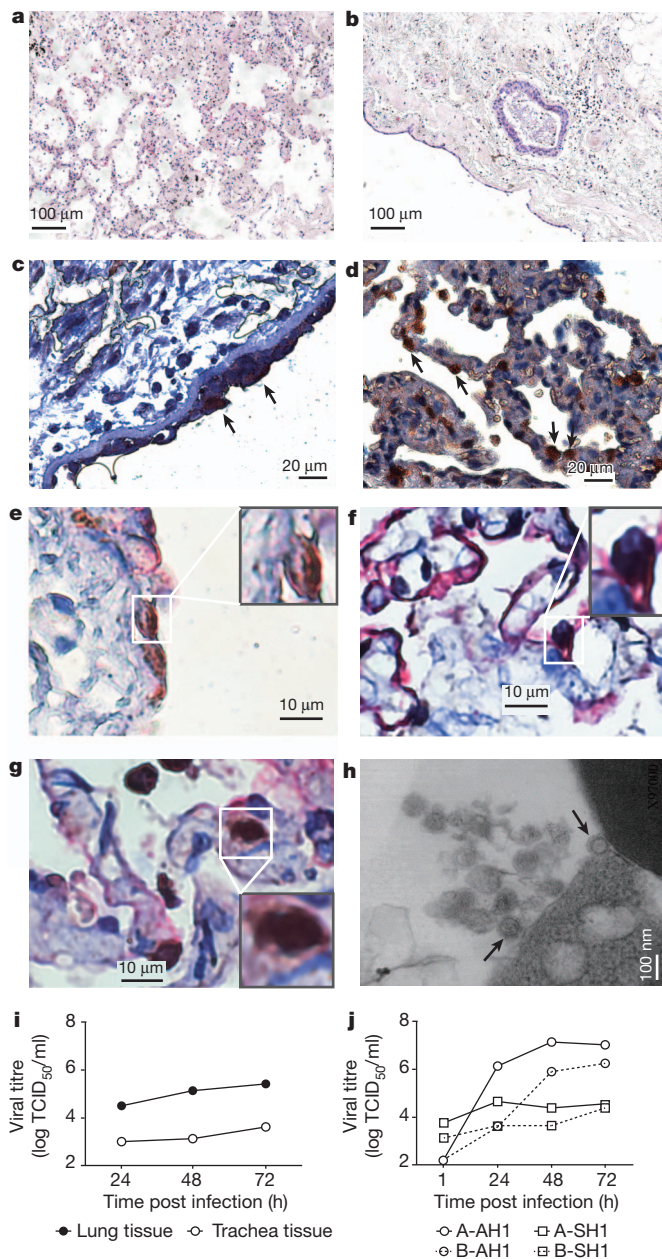 a
b
100 μm
100 μm
c
d
20 μm
20 μm
e
f
10 μm
10 μm
g
h
X97000
10 μm
100 nm
i
j
8
6
4
2
Viral titre
(log TCID50/ml)
24
48
72
Time post infection (h)
Lung tissue
Trachea tissue
8
6
4
2
Viral titre
(log TCID50/ml)
1
24
48
72
Time post infection (h)
A-AH1
A-SH1
B-AH1
B-SH1